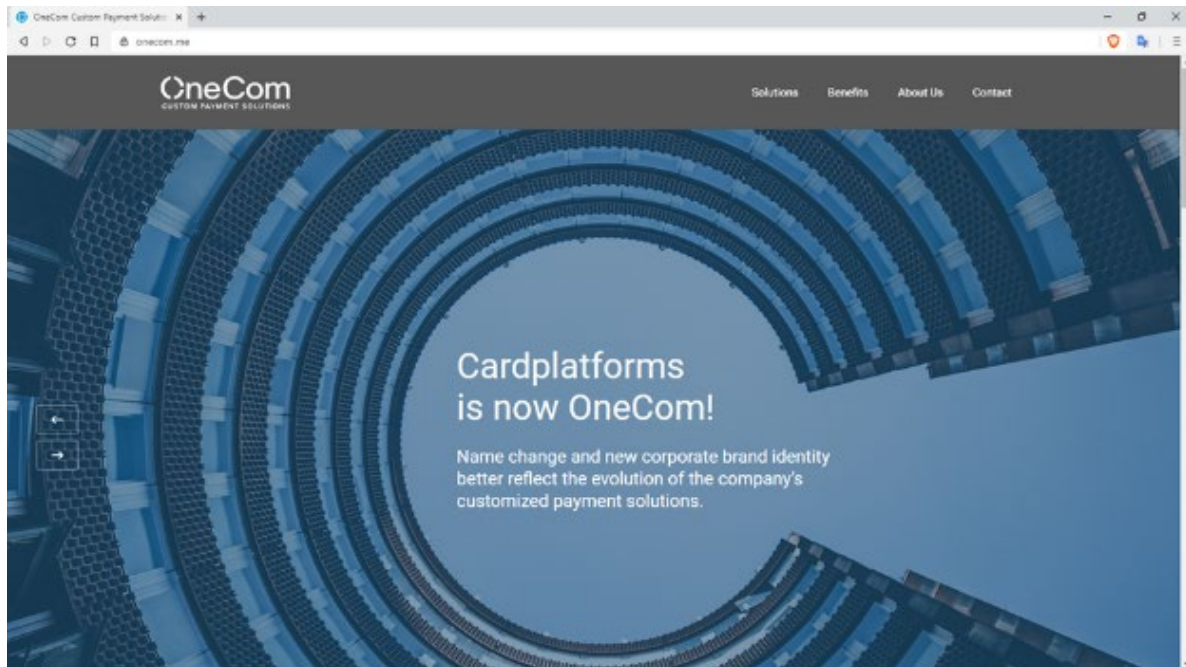 OneCom Custom Payment Soluti
onecom.me
OneCom
CUSTOM PAYMENT SOLUTIONS
Solutions Benefits About Us Contact
Cardplatforms
is now OneCom!
Name change and new corporate brand identity
better reflect the evolution of the company's
customized payment solutions.